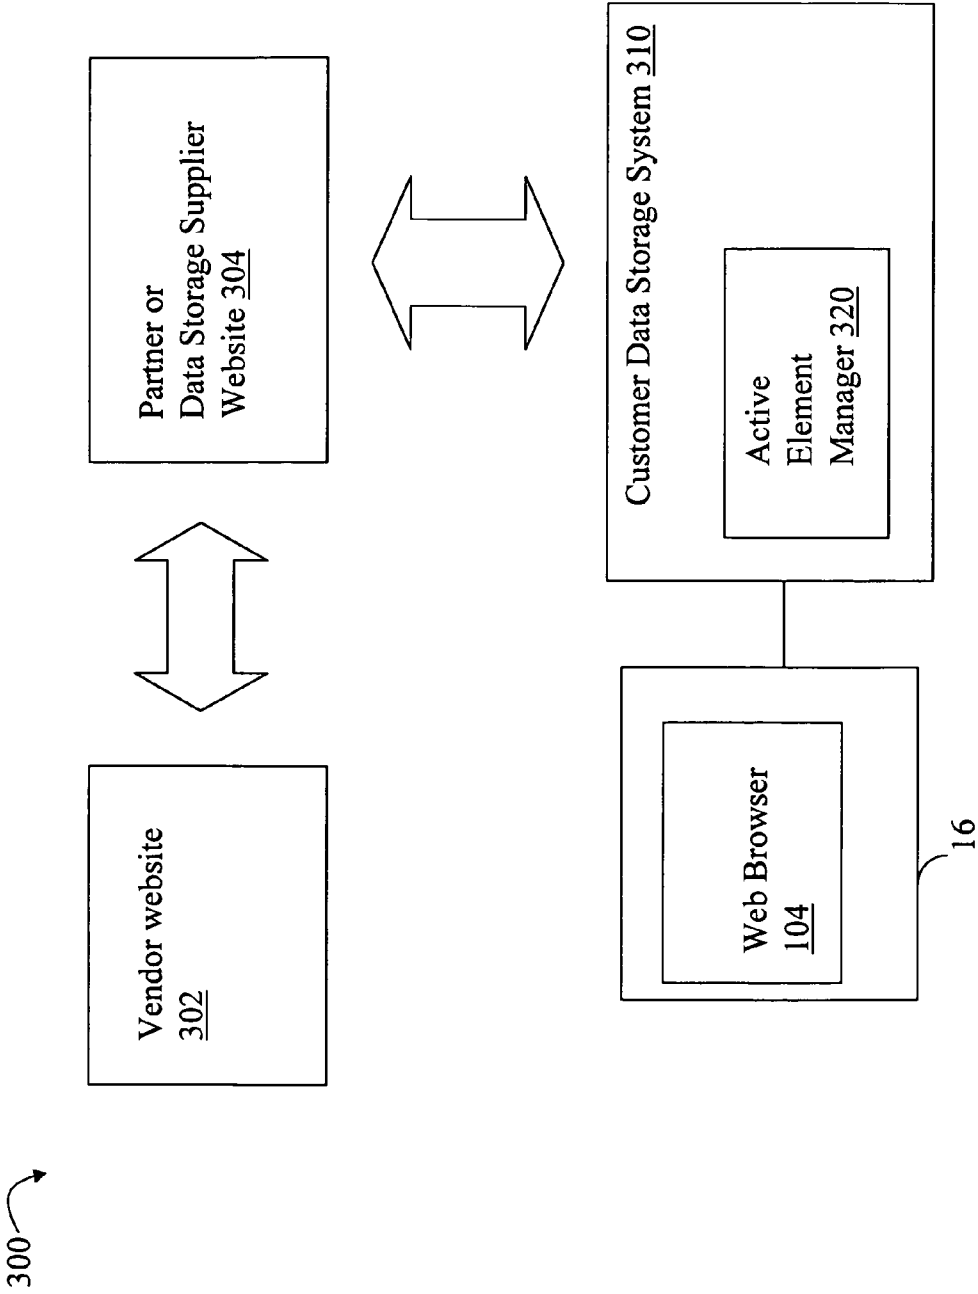 300
Vendor website
302
Partner or
Data Storage Supplier
Website 304
Customer Data Storage System 310
Active
Element
Manager 320
Web Browser
104
16